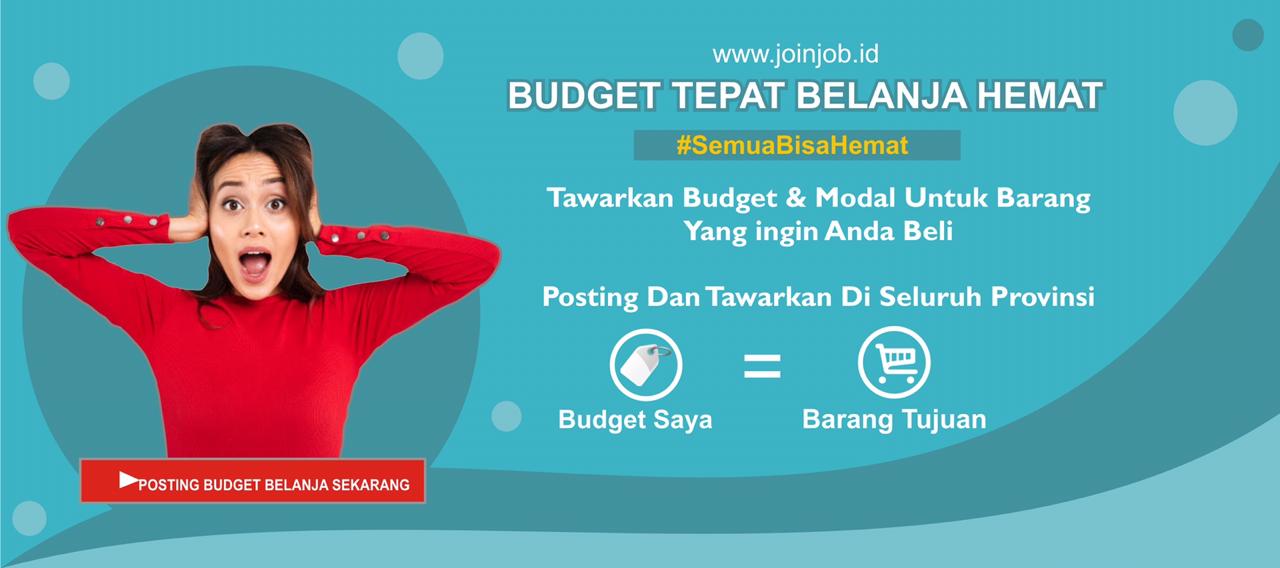 www.joinjob.id
BUDGET TEPAT BELANJA HEMAT
#SemuaBisaHemat
Tawarkan Budget & Modal Untuk Barang
Yang ingin Anda Beli
Posting Dan Tawarkan Di Seluruh Provinsi
=
Budget Saya
Barang Tujuan
POSTING BUDGET BELANJA SEKARANG